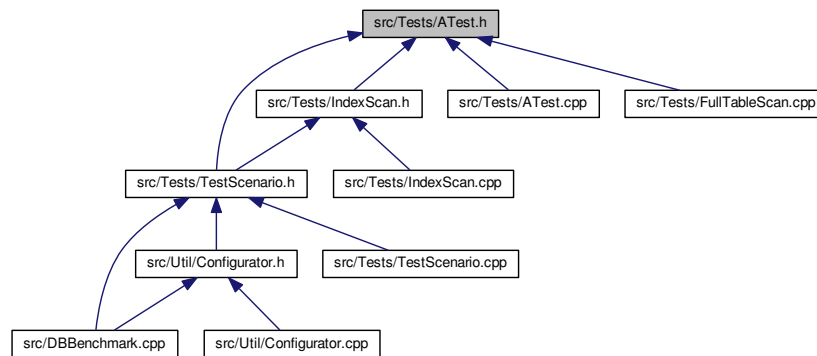 src/Tests/ATest.h
src/Tests/IndexScan.h
src/Tests/ATest.cpp
src/Tests/FullTableScan.cpp
src/Tests/TestScenario.h
src/Tests/IndexScan.cpp
src/Util/Configurator.h
src/Tests/TestScenario.cpp
src/DBBenchmark.cpp
src/Util/Configurator.cpp